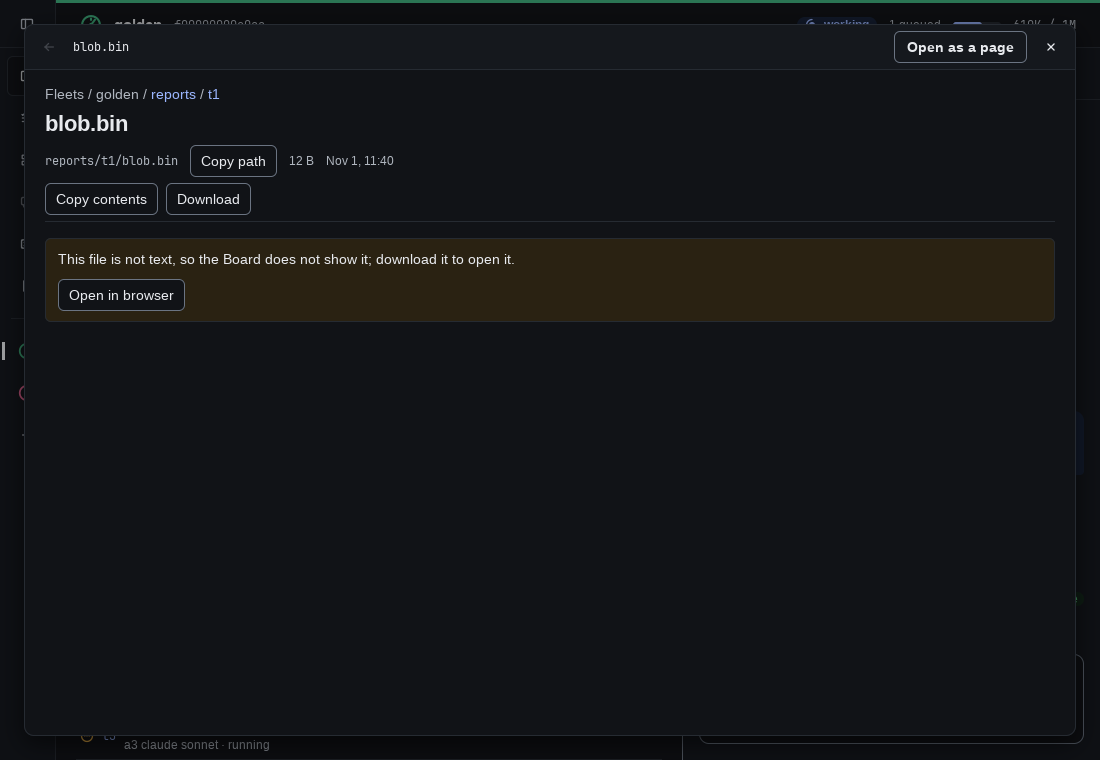 blob.bin
Open as a page
Fleets / golden / reports / t1
blob.bin
reports/t1/blob.bin Copy path 12 B Nov 1, 11:40
Copy contents Download
This file is not text, so the Board does not show it; download it to open it.
Open in browser
a3 claude sonnet · running